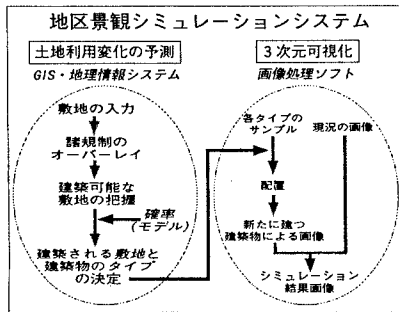 地区景観シミュレーションシステム
土地利用変化の予測
GIS・地理情報システム
敷地の入力
諸規制の
オーバーレイ
建築可能な
敷地の把握
確率
(モデル)
建築される敷地と
建築物のタイプ
の決定
3次元可視化
画像処理ソフト
各タイプの
サンプル
現況の画像
配置
新たに建つ
建築物による画像
シミュレーション
結果画像